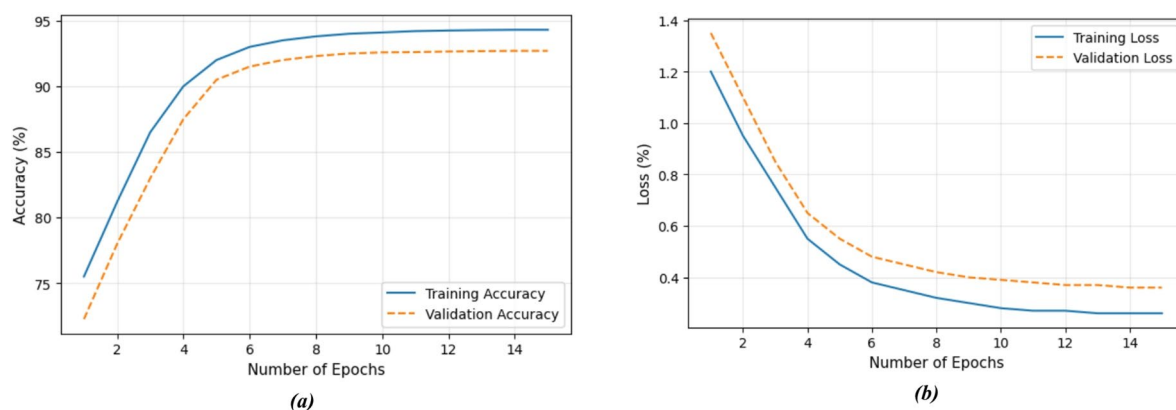 95
90
85
80
75
Accuracy (%)
Training Accuracy
Validation Accuracy
2 4 6 8 10 12 14
Number of Epochs
(a)
1.4
1.2
1.0
0.8
0.6
0.4
Loss (%)
Training Loss
Validation Loss
2 4 6 8 10 12 14
Number of Epochs
(b)